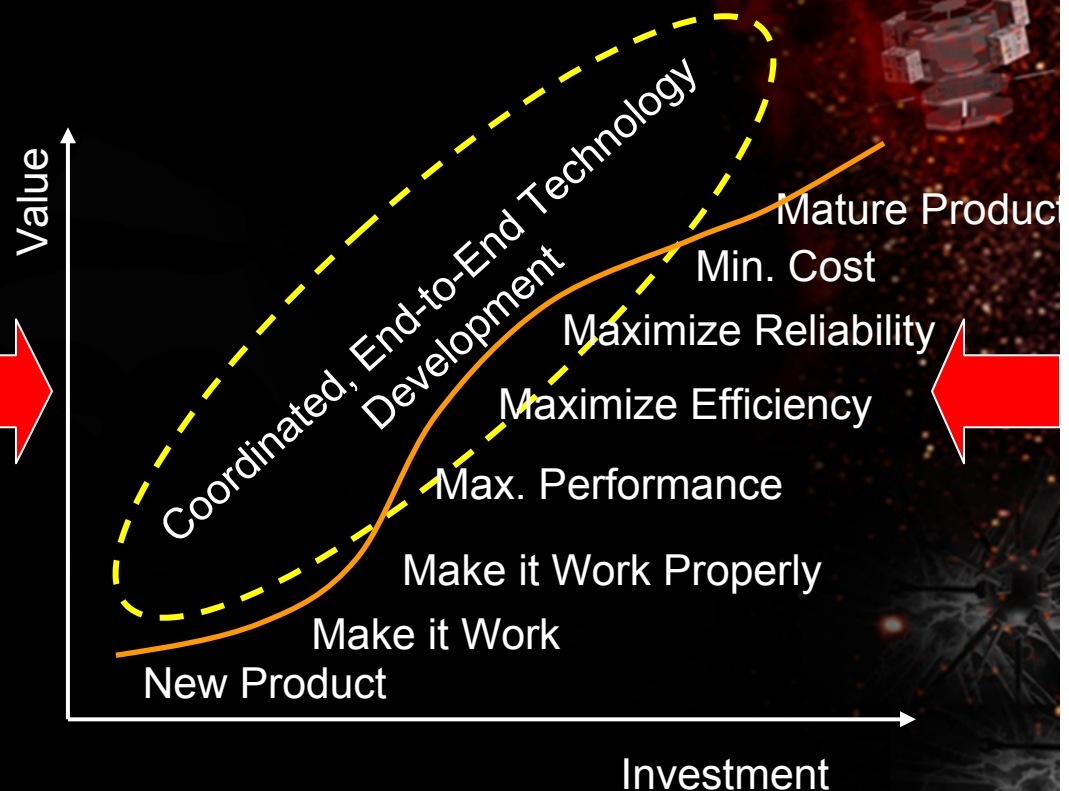 Value
Coordinated, End-to-End Technology
Development
Mature Product
Min. Cost
Maximize Reliability
Maximize Efficiency
Max. Performance
Make it Work Properly
Make it Work
New Product
Investment